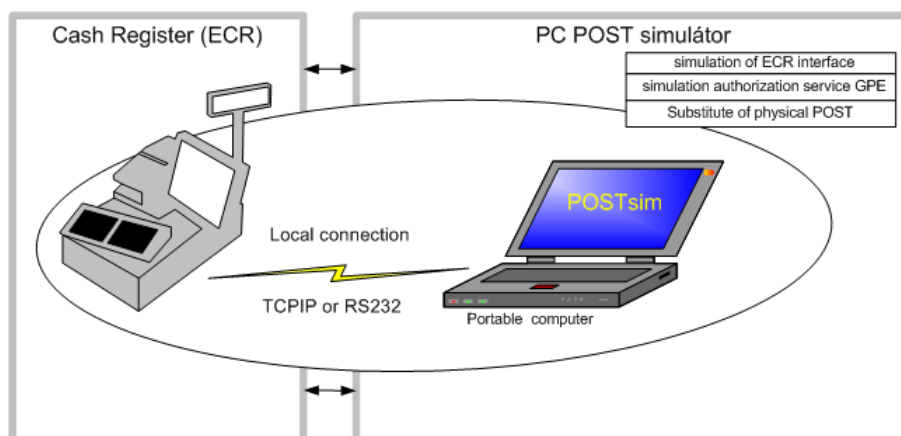 Cash Register (ECR)
PC POST simulátor
simulation of ECR interface
simulation authorization service GPE
Substitute of physical POST
POSTsim
Local connection
TCPIP or RS232
Portable computer